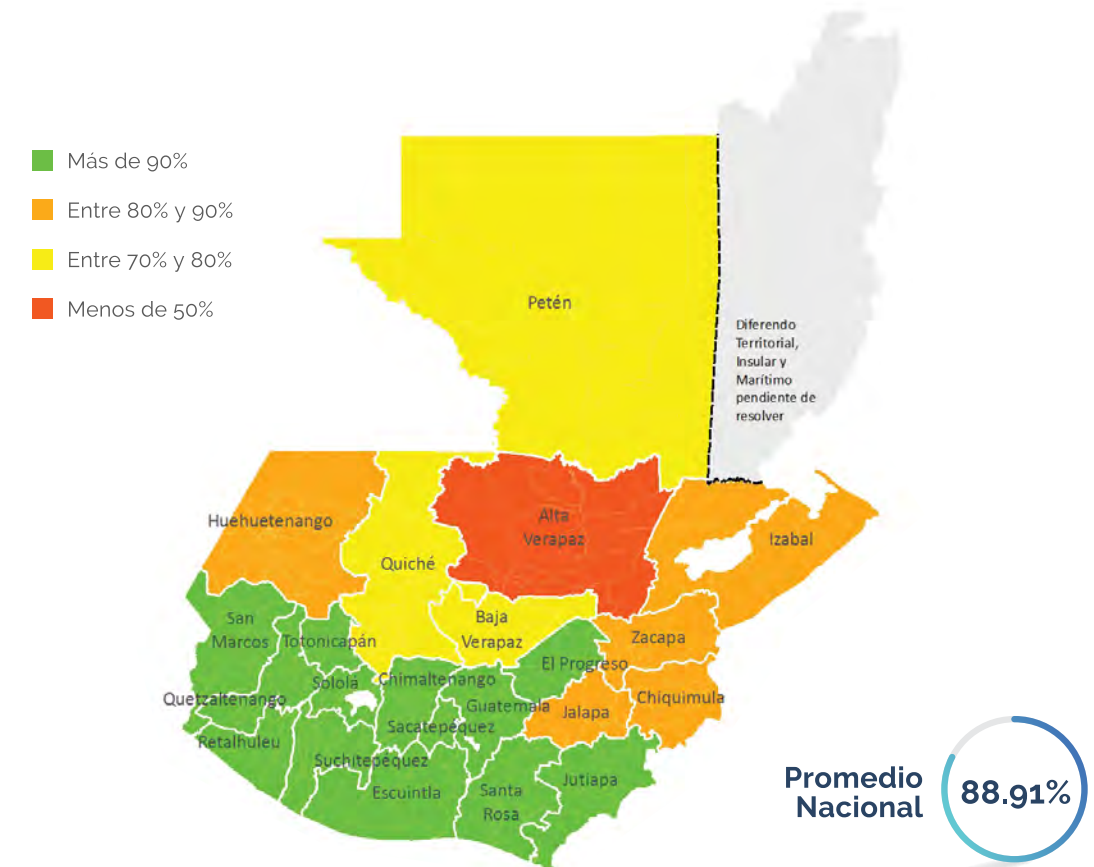 Más de 90%
Entre 80% y 90%
Entre 70% y 80%
Menos de 50%
Petén
Diferendo
Territorial,
Insular y
Marítimo
pendiente de
resolver
Huehuetenango
Alta
Verapaz
Izabal
Quiché
San
Marcos
Totonicapán
Baja
Verapaz
Zacapa
El Progreso
Sololá
Chimaltenango
Quetzaltenango
Guatemala
Chiquimula
Jalapa
Sacatepéquez
Retalhuleu
Suchitepéquez
Escuintla
Jutiapa
Santa
Rosa
Promedio
Nacional
88.91%